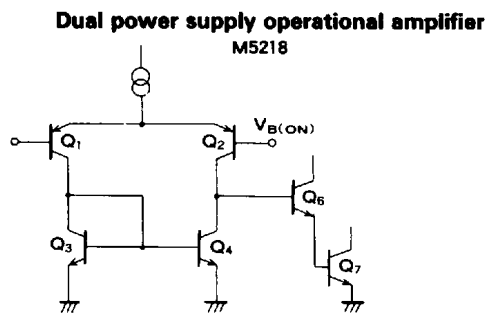 Dual power supply operational amplifier
M5218
Q1
Q2
VB(ON)
Q3
Q4
Q6
Q7